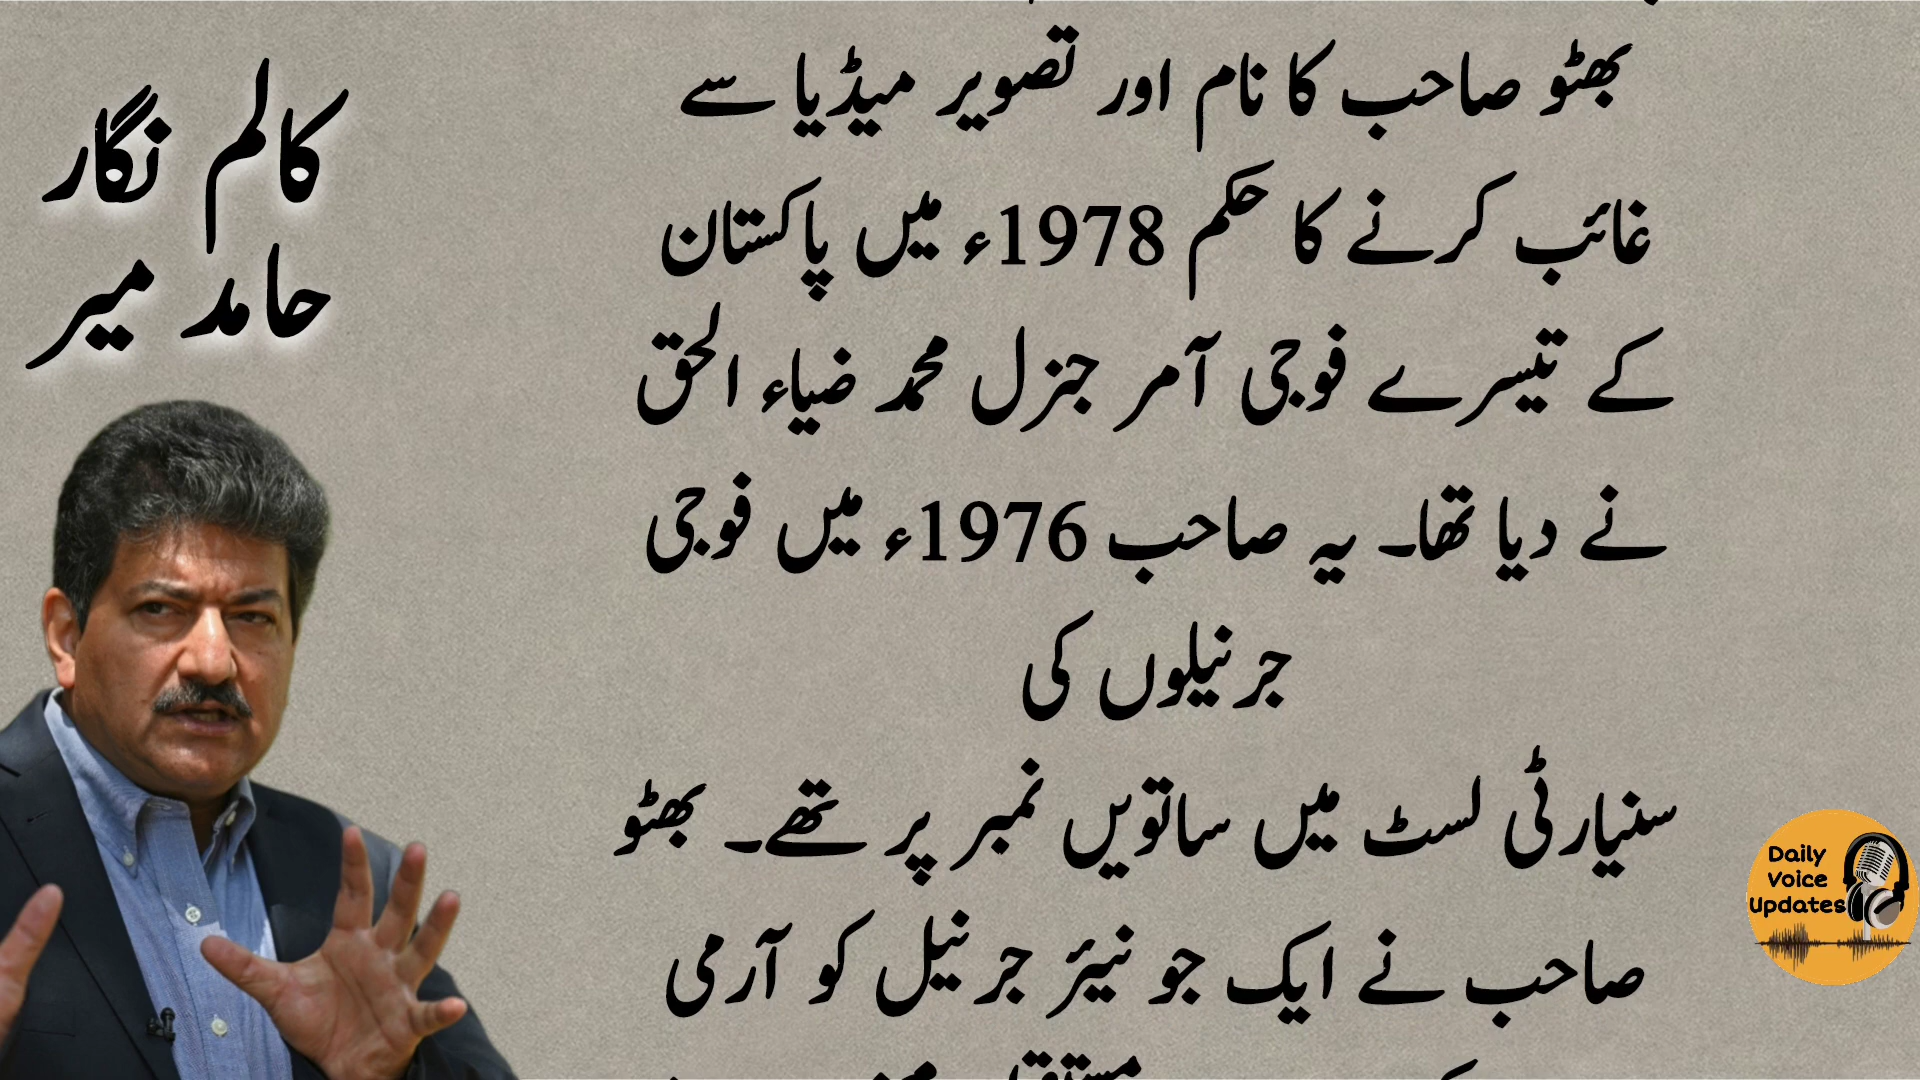 کالم نگار
حامد میر
بھٹو صاحب کا نام اور تصویر میڈیا سے
غائب کرنے کا حکم 1978ء میں پاکستان
کے تیسرے فوجی آمر جنرل محمد ضیاء الحق
نے دیا تھا۔ یہ صاحب 1976ء میں فوجی
جرنیلوں کی
سنیارٹی لسٹ میں ساتویں نمبر پر تھے۔ بھٹو
صاحب نے ایک جونیئر جرنیل کو آرمی
Daily
Voice
Updates